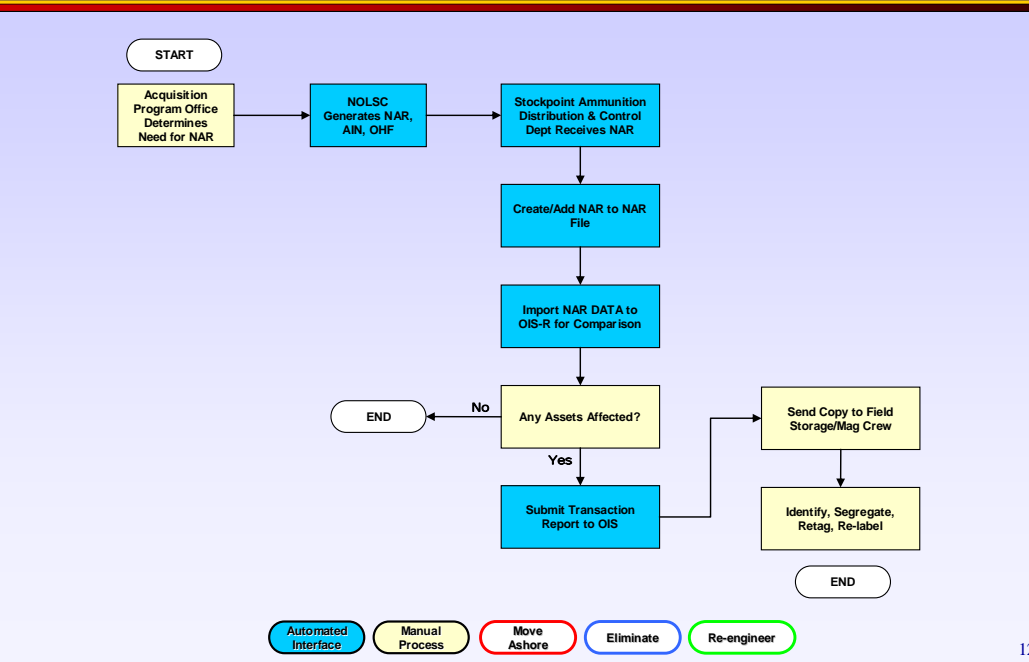 START
Acquisition
Program Office
Determines
Need for NAR
NOLSC
Generates NAR,
AIN, OHF
Stockpoint Ammunition
Distribution & Control
Dept Receives NAR
Create/Add NAR to NAR
File
Import NAR DATA to
OIS-R for Comparison
Any Assets Affected?
No
END
Yes
Submit Transaction
Report to OIS
Send Copy to Field
Storage/Mag Crew
Identify, Segregate,
Retag, Re-label
END
Automated
Interface
Manual
Process
Move
Ashore
Eliminate
Re-engineer